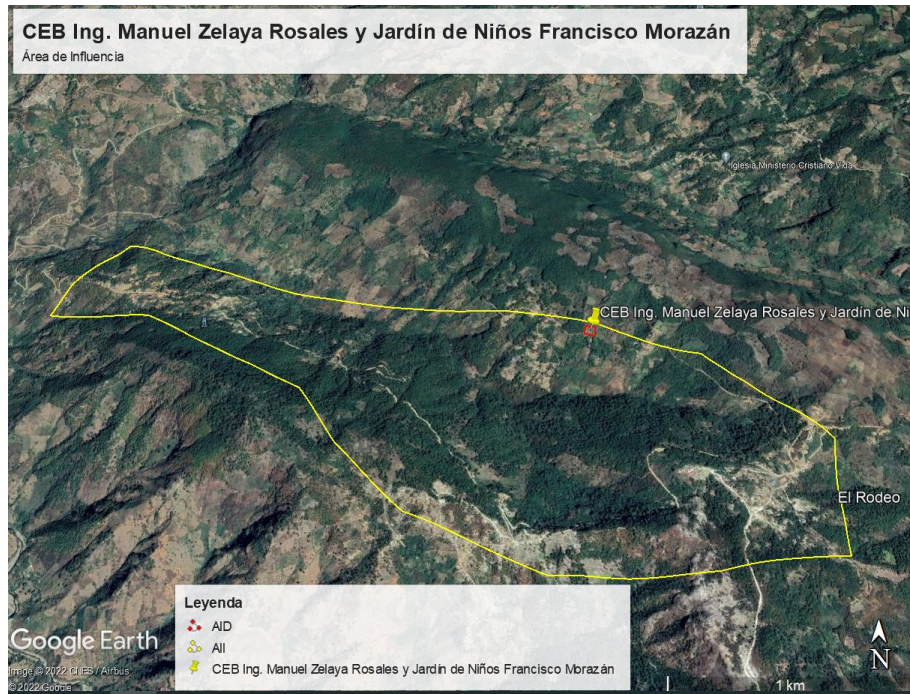 CEB Ing. Manuel Zelaya Rosales y Jardín de Niños Francisco Morazán
Área de Influencia
Iglesia Ministerio Cristiano Vida
CEB Ing. Manuel Zelaya Rosales y Jardín de Ni
El Rodeo
Leyenda
AID
AII
CEB Ing. Manuel Zelaya Rosales y Jardín de Niños Francisco Morazán
Google Earth
Image © 2022 CNES / Airbus
© 2022 Google
1 km
N